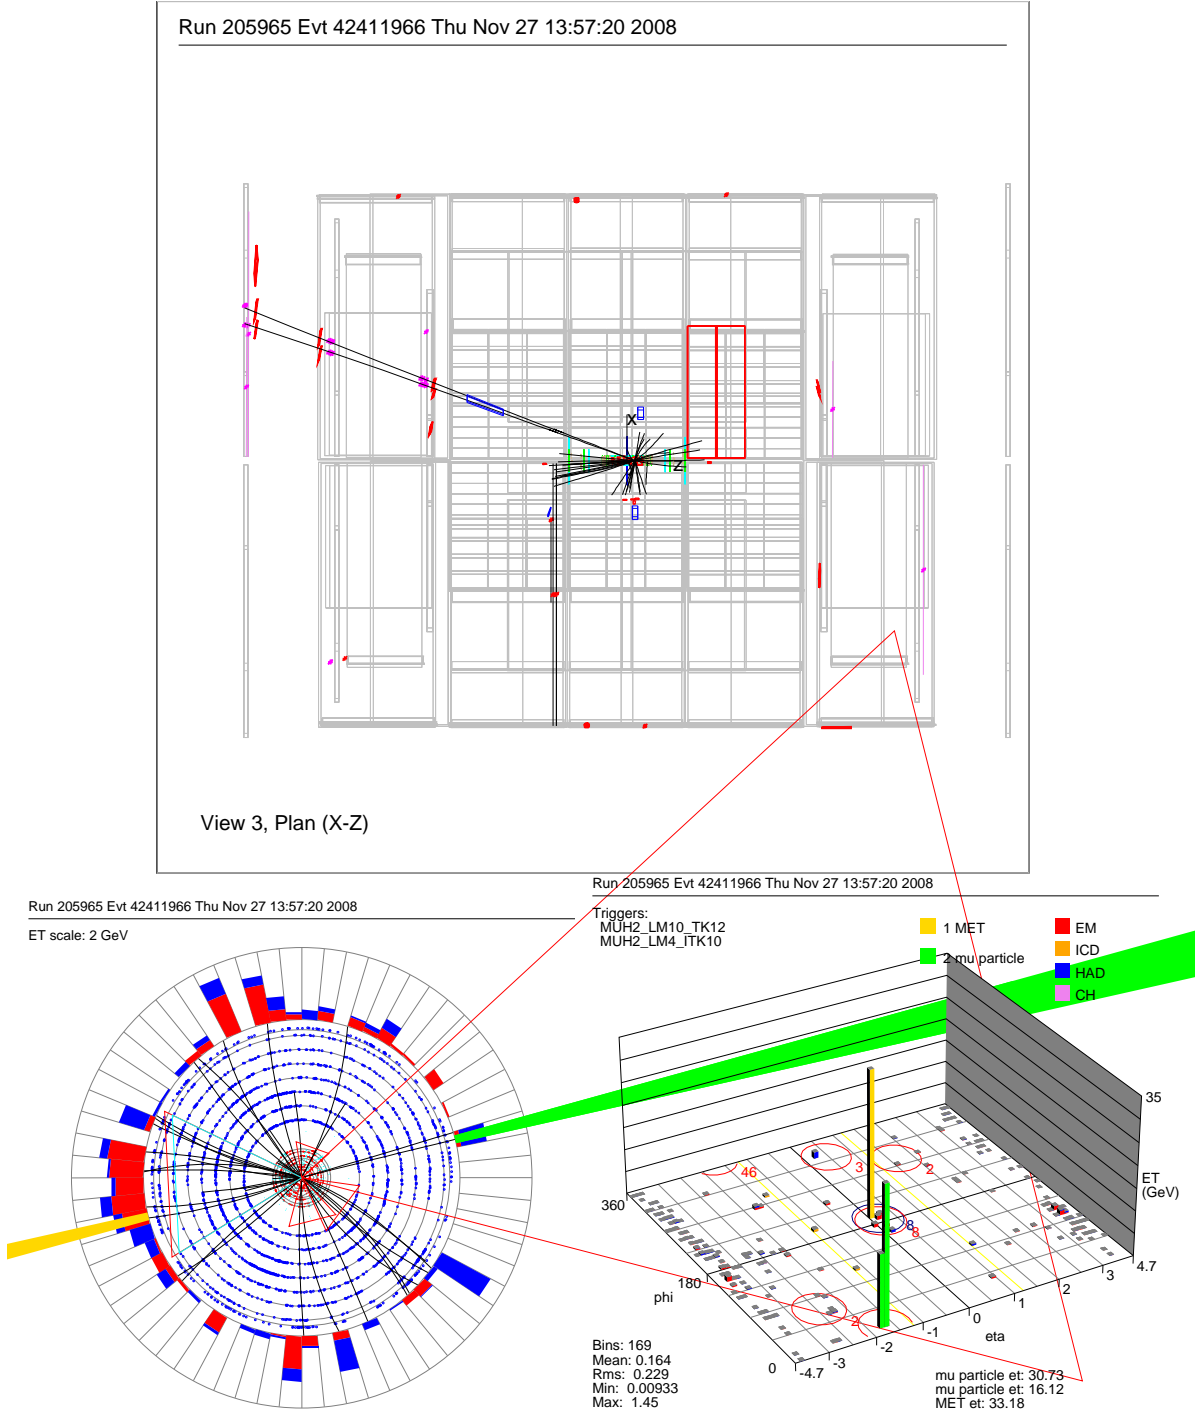 Run 205965 Evt 42411966 Thu Nov 27 13:57:20 2008
X
Z
View 3, Plan (X-Z)
Run 205965 Evt 42411966 Thu Nov 27 13:57:20 2008
ET scale: 2 GeV
Run 205965 Evt 42411966 Thu Nov 27 13:57:20 2008
Triggers:
MUH2_LM10_TK12
MUH2_LM4_ITK10
1 MET
2 mu particle
EM
ICD
HAD
CH
35
ET
(GeV)
4.7
3
2
1
0
-1
-2
-3
-4.7
eta
360
180
0
phi
46
3
2
8
8
2
Bins: 169
Mean: 0.164
Rms: 0.229
Min: 0.00933
Max: 1.45
mu particle et: 30.73
mu particle et: 16.12
MET et: 33.18